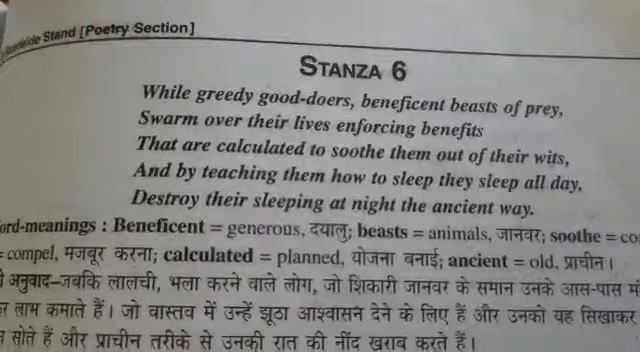 Roadside Stand [Poetry Section]
STANZA 6
While greedy good-doers, beneficent beasts of prey,
Swarm over their lives enforcing benefits
That are calculated to soothe them out of their wits,
And by teaching them how to sleep they sleep all day,
Destroy their sleeping at night the ancient way.
ord-meanings : Beneficent = generous, दयालु; beasts = animals, जानवर; soothe = co
= compel, मजबूर करना; calculated = planned, योजना बनाई; ancient = old, प्राचीन।
अनुवाद–जबकि लालची, भला करने वाले लोग, जो शिकारी जानवर के समान उनके आस-पास मं
लाभ कमाते हैं। जो वास्तव में उन्हें झूठा आश्वासन देने के लिए हैं और उनको यह सिखाकर
सोते हैं और प्राचीन तरीके से उनकी रात की नींद खराब करते हैं।